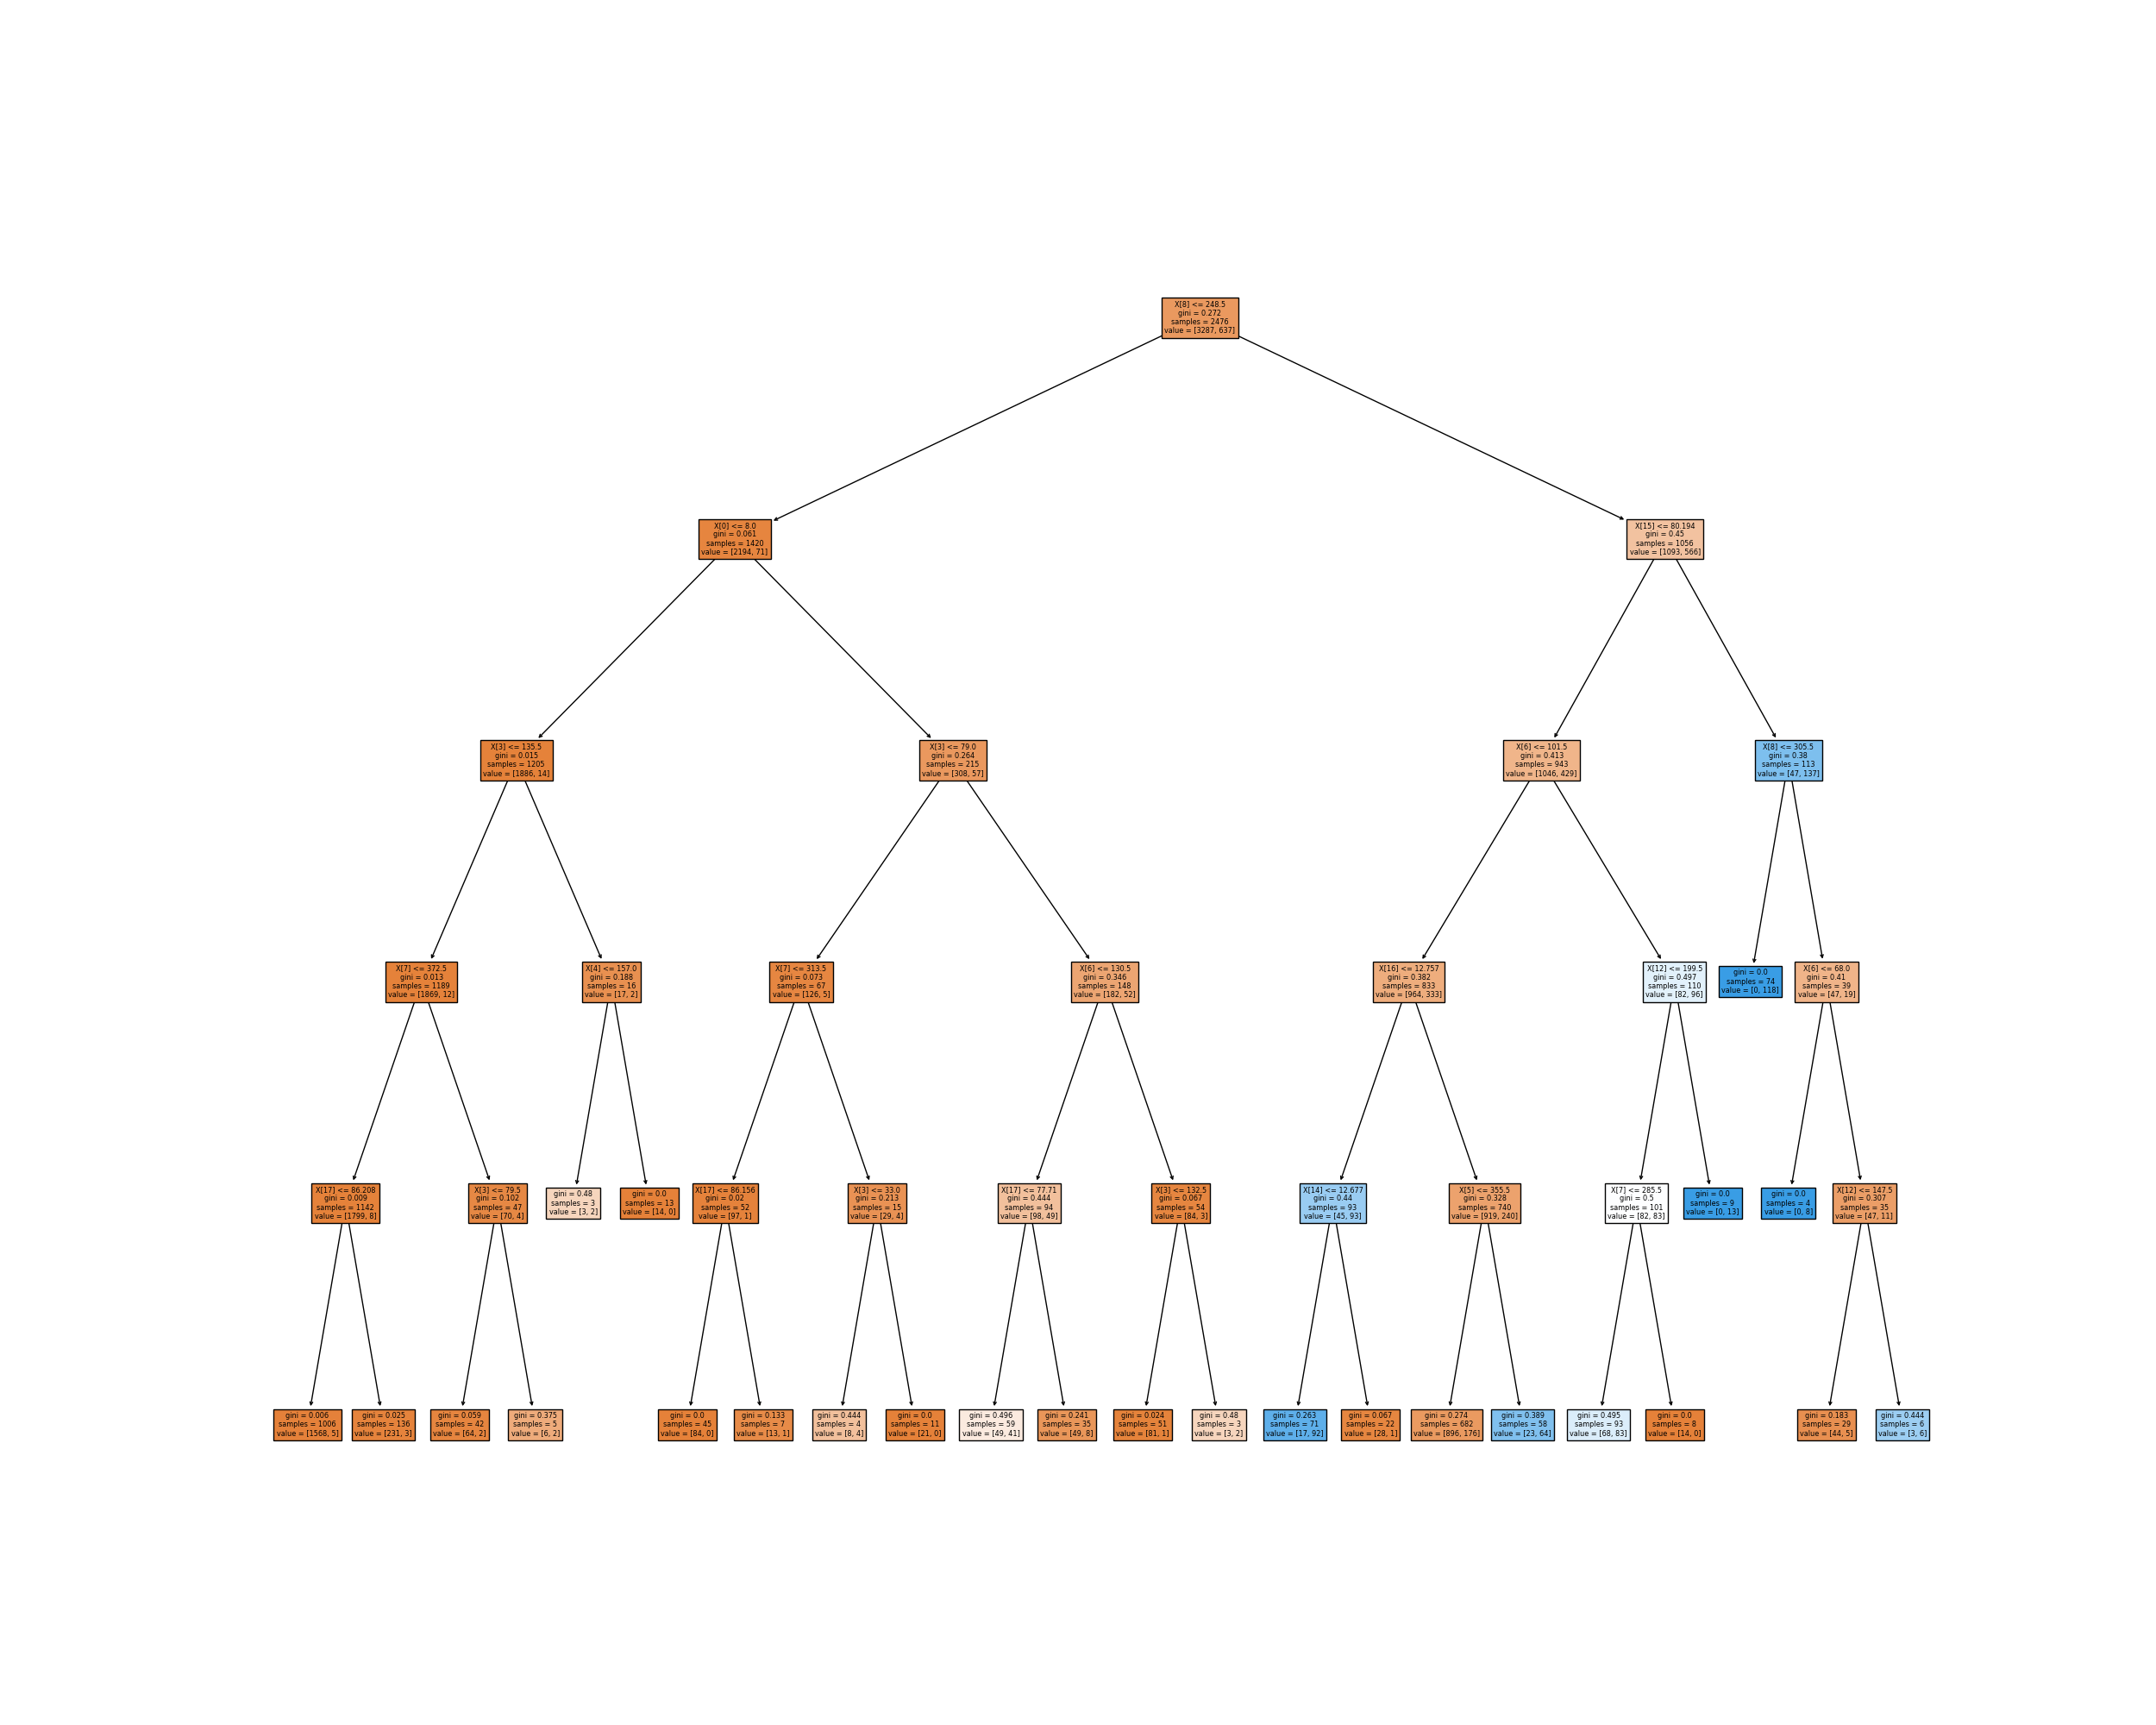 X[8] <= 248.5
gini = 0.272
samples = 2476
value = [3287, 637]
X[0] <= 8.0
gini = 0.061
samples = 1420
value = [2194, 71]
X[15] <= 80.194
gini = 0.45
samples = 1056
value = [1093, 566]
X[3] <= 135.5
gini = 0.015
samples = 1205
value = [1886, 14]
X[3] <= 79.0
gini = 0.264
samples = 215
value = [308, 57]
X[6] <= 101.5
gini = 0.413
samples = 943
value = [1046, 429]
X[8] <= 305.5
gini = 0.38
samples = 113
value = [47, 137]
X[7] <= 372.5
gini = 0.013
samples = 1189
value = [1869, 12]
X[4] <= 157.0
gini = 0.188
samples = 16
value = [17, 2]
X[7] <= 313.5
gini = 0.073
samples = 67
value = [126, 5]
X[6] <= 130.5
gini = 0.346
samples = 148
value = [182, 52]
X[16] <= 12.757
gini = 0.382
samples = 833
value = [964, 333]
X[12] <= 199.5
gini = 0.497
samples = 110
value = [82, 96]
gini = 0.0
samples = 74
value = [0, 118]
X[6] <= 68.0
gini = 0.41
samples = 39
value = [47, 19]
X[17] <= 86.208
gini = 0.009
samples = 1142
value = [1799, 8]
X[3] <= 79.5
gini = 0.102
samples = 47
value = [70, 4]
gini = 0.48
samples = 3
value = [3, 2]
gini = 0.0
samples = 13
value = [14, 0]
X[17] <= 86.156
gini = 0.02
samples = 52
value = [97, 1]
X[3] <= 33.0
gini = 0.213
samples = 15
value = [29, 4]
X[17] <= 77.71
gini = 0.444
samples = 94
value = [98, 49]
X[3] <= 132.5
gini = 0.067
samples = 54
value = [84, 3]
X[14] <= 12.677
gini = 0.44
samples = 93
value = [45, 93]
X[5] <= 355.5
gini = 0.328
samples = 740
value = [919, 240]
X[7] <= 285.5
gini = 0.5
samples = 101
value = [82, 83]
gini = 0.0
samples = 9
value = [0, 13]
gini = 0.0
samples = 4
value = [0, 8]
X[12] <= 147.5
gini = 0.307
samples = 35
value = [47, 11]
gini = 0.006
samples = 1006
value = [1568, 5]
gini = 0.025
samples = 136
value = [231, 3]
gini = 0.059
samples = 42
value = [64, 2]
gini = 0.375
samples = 5
value = [6, 2]
gini = 0.0
samples = 45
value = [84, 0]
gini = 0.133
samples = 7
value = [13, 1]
gini = 0.444
samples = 4
value = [8, 4]
gini = 0.0
samples = 11
value = [21, 0]
gini = 0.496
samples = 59
value = [49, 41]
gini = 0.241
samples = 35
value = [49, 8]
gini = 0.024
samples = 51
value = [81, 1]
gini = 0.48
samples = 3
value = [3, 2]
gini = 0.263
samples = 71
value = [17, 92]
gini = 0.067
samples = 22
value = [28, 1]
gini = 0.274
samples = 682
value = [896, 176]
gini = 0.389
samples = 58
value = [23, 64]
gini = 0.495
samples = 93
value = [68, 83]
gini = 0.0
samples = 8
value = [14, 0]
gini = 0.183
samples = 29
value = [44, 5]
gini = 0.444
samples = 6
value = [3, 6]